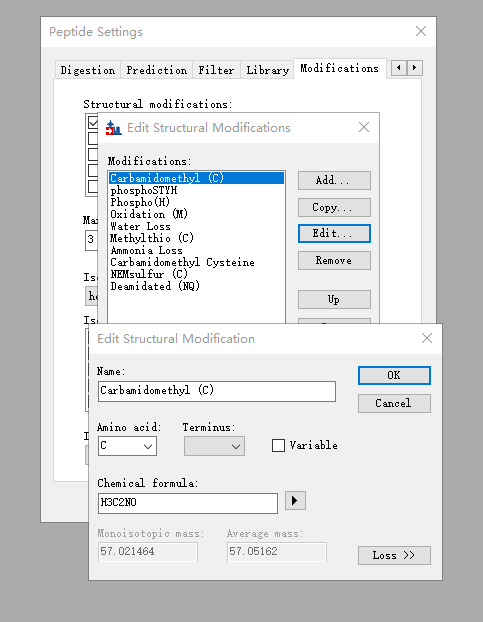 Peptide Settings
Digestion Prediction Filter Library Modifications
Structural modifications:
Edit Structural Modifications
Modifications:
Carbamidomethyl (C)
phosphoSTYH
Phospho(H)
Oxidation (M)
Water Loss
Methylthio (C)
Ammonia Loss
Carbamidomethyl Cysteine
NEMsulfur (C)
Deamidated (NQ)
Add...
Copy...
Edit...
Remove
Up
3
Edit Structural Modification
Name:
Carbamidomethyl (C)
OK
Cancel
Amino acid: Terminus:
C
Variable
Chemical formula:
H3C2NO
Monoisotopic mass: Average mass:
57.021464 57.05162
Loss >>